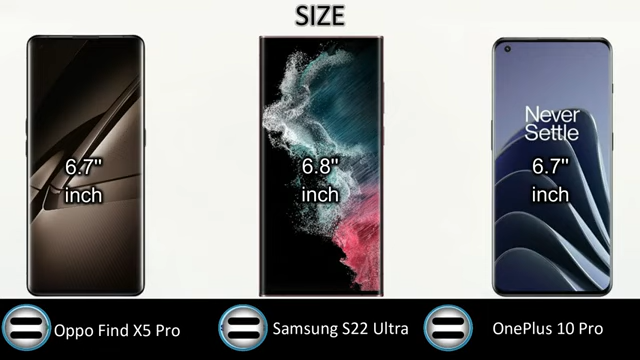 SIZE
6.7"
inch
6.8"
inch
Never
Settle
6.7"
inch
Oppo Find X5 Pro
Samsung S22 Ultra
OnePlus 10 Pro